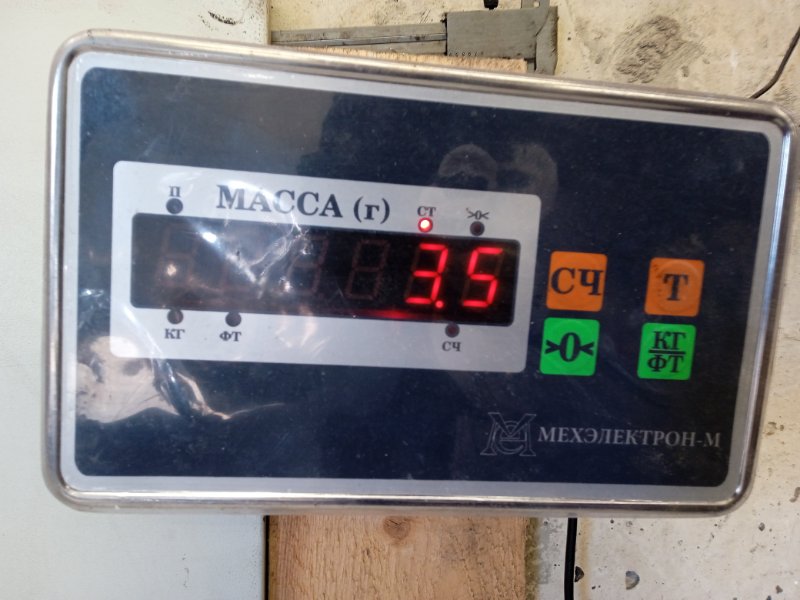 П
МАССА (г)
СТ
>0<
3.5
КГ
ФТ
СЧ
СЧ
Т
>0<
КГ
ФТ
МЕХЭЛЕКТРОН-М